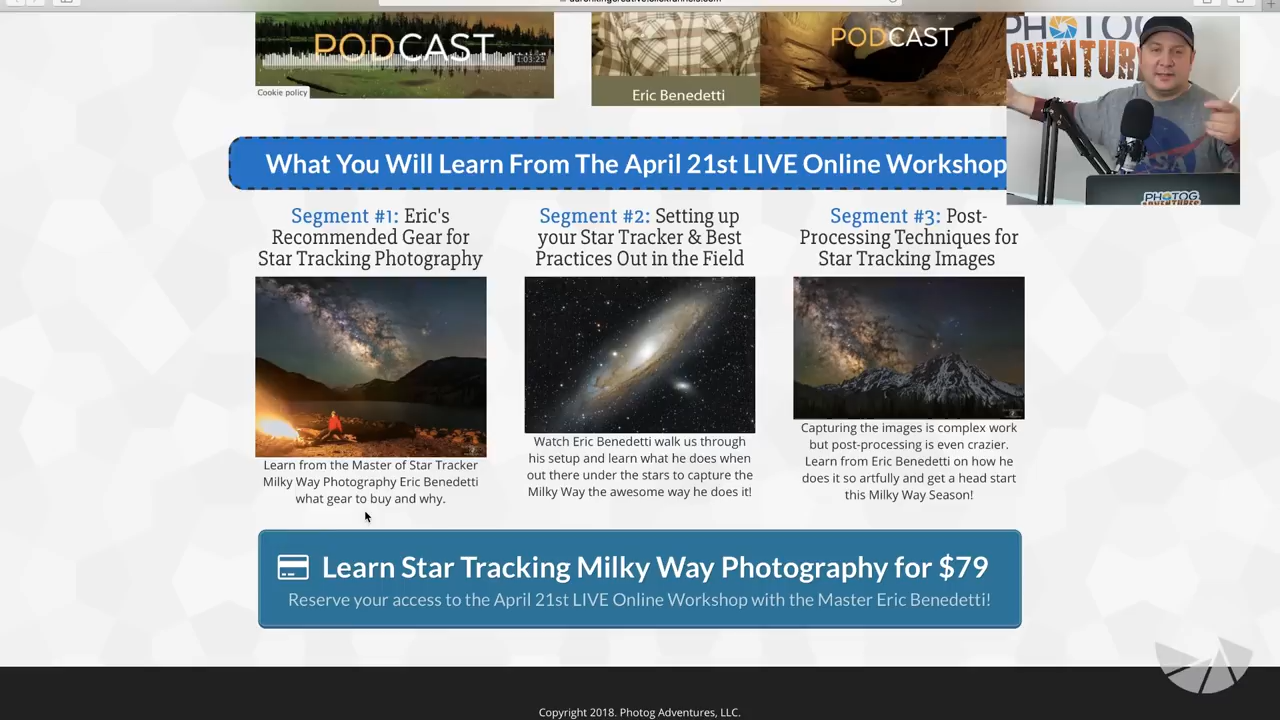 PODCAST
1:03:23
Cookie policy
Eric Benedetti
PODCAST
PHOTOG
ADVENTUR
NASA
PHOTOG
ADVENTURES
What You Will Learn From The April 21st LIVE Online Workshop
Segment #1: Eric's
Recommended Gear for
Star Tracking Photography
Segment #2: Setting up
your Star Tracker & Best
Practices Out in the Field
Segment #3: Post-
Processing Techniques for
Star Tracking Images
Learn from the Master of Star Tracker
Milky Way Photography Eric Benedetti
what gear to buy and why.
Watch Eric Benedetti walk us through
his setup and learn what he does when
out there under the stars to capture the
Milky Way the awesome way he does it!
Capturing the images is complex work
but post-processing is even crazier.
Learn from Eric Benedetti on how he
does it so artfully and get a head start
this Milky Way Season!
Learn Star Tracking Milky Way Photography for $79
Reserve your access to the April 21st LIVE Online Workshop with the Master Eric Benedetti!
Copyright 2018. Photog Adventures, LLC.